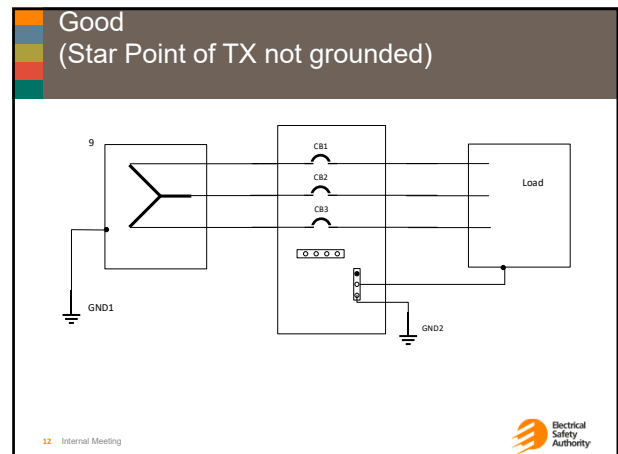 Good
(Star Point of TX not grounded)
9
CB1
CB2
CB3
Load
GND1
GND2
12 Internal Meeting
Electrical
Safety
Authority